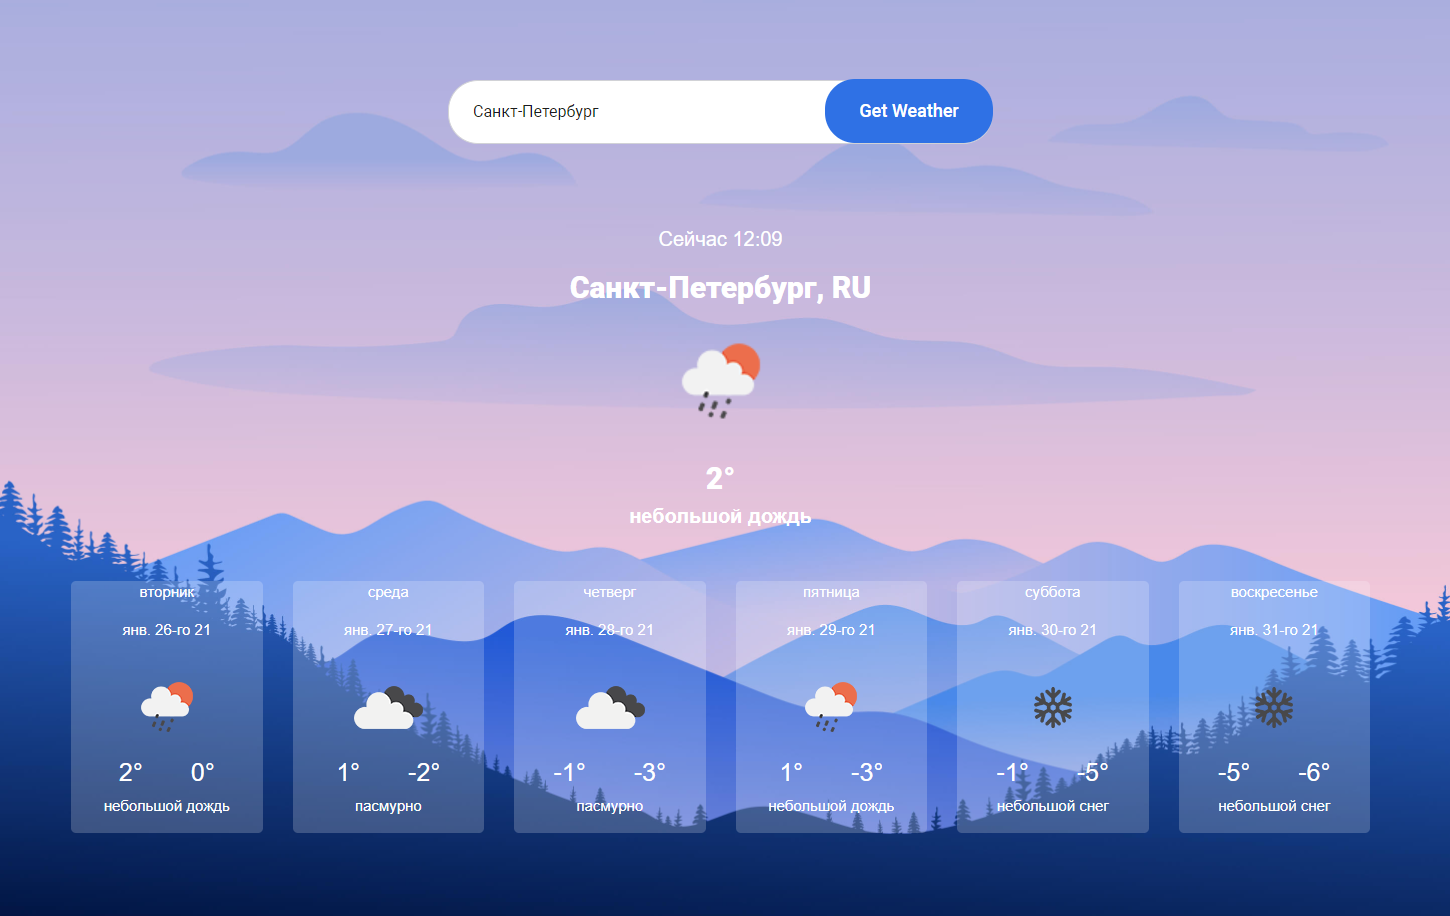 Санкт-Петербург
Get Weather
Сейчас 12:09
Санкт-Петербург, RU
2°
небольшой дождь
вторник
янв. 26-го 21
2° 0°
небольшой дождь
среда
янв. 27-го 21
1° -2°
пасмурно
четверг
янв. 28-го 21
-1° -3°
пасмурно
пятница
янв. 29-го 21
1° -3°
небольшой дождь
суббота
янв. 30-го 21
-1° -5°
небольшой снег
воскресенье
янв. 31-го 21
-5° -6°
небольшой снег